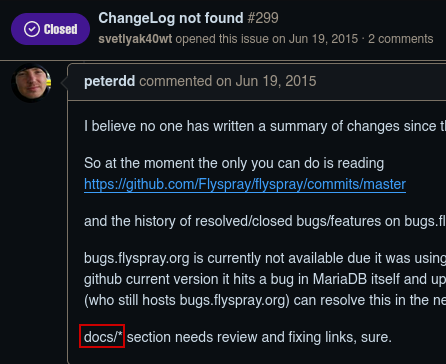 ChangeLog not found #299
Closed
svetlyak40wt opened this issue on Jun 19, 2015 · 2 comments
peterdd commented on Jun 19, 2015
I believe no one has written a summary of changes since
So at the moment the only you can do is reading
https://github.com/Flyspray/flyspray/commits/master
and the history of resolved/closed bugs/features on bugs.fl
bugs.flyspray.org is currently not available due it was using
github current version it hits a bug in MariaDB itself and up
(who still hosts bugs.flyspray.org) can resolve this in the ne
docs/* section needs review and fixing links, sure.